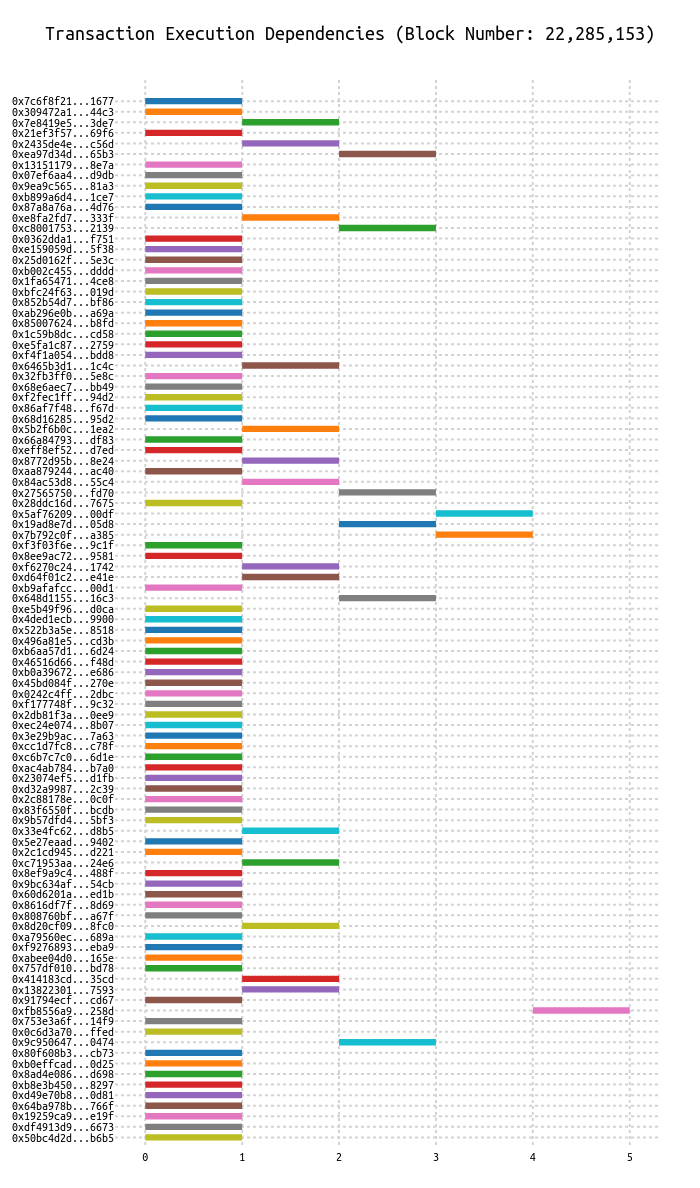 Transaction Execution Dependencies (Block Number: 22,285,153)
0x7c6f8f21...1677
0x309472a1...44c3
0x7e8419e5...3de7
0x21ef3f57...69f6
0x2435de4e...c56d
0xea97d34d...65b3
0x13151179...8e7a
0x07ef6aa4...d9db
0x9ea9c565...81a3
0xb899a6d4...1ce7
0x87a8a76a...4d76
0xe8fa2fd7...333f
0xc8001753...2139
0x0362dda1...f751
0xe159059d...5f38
0x25d0162f...5e3c
0xb002c455...dddd
0x1fa65471...4ce8
0xbfc24f63...019d
0x852b54d7...bf86
0xab296e0b...a69a
0x85007624...b8fd
0x1c59b8dc...cd58
0xe5fa1c87...2759
0xf4f1a054...bdd8
0x6465b3d1...1c4c
0x32fb3ff0...5e8c
0x68e6aec7...bb49
0xf2fec1ff...94d2
0x86af7f48...f67d
0x68d16285...95d2
0x5b2f6b0c...1ea2
0x66a84793...df83
0xeff8ef52...d7ed
0x8772d95b...8e24
0xaa879244...ac40
0x84ac53d8...55c4
0x27565750...fd70
0x28ddc16d...7675
0x5af76209...00df
0x19ad8e7d...05d8
0x7b792c0f...a385
0xf3f03f6e...9c1f
0x8ee9ac72...9581
0xf6270c24...1742
0xd64f01c2...e41e
0xb9afafcc...00d1
0x648d1155...16c3
0xe5b49f96...d0ca
0x4ded1ecb...9900
0x522b3a5e...8518
0x496a81e5...cd3b
0xb6aa57d1...6d24
0x46516d66...f48d
0xb0a39672...e686
0x45bd084f...270e
0x0242c4ff...2dbc
0xf177748f...9c32
0x2db81f3a...0ee9
0xec24e074...8b07
0x3e29b9ac...7a63
0xcc1d7fc8...c78f
0xc6b7c7c0...6d1e
0xac4ab784...b7a0
0x23074ef5...d1fb
0xd32a9987...2c39
0x2c88178e...0c0f
0x83f6550f...bcdb
0x9b57dfd4...5bf3
0x33e4fc62...d8b5
0x5e27eaad...9402
0x2c1cd945...d221
0xc71953aa...24e6
0x8ef9a9c4...488f
0x9bc634af...54cb
0x60d6201a...ed1b
0x8616df7f...8d69
0x808760bf...a67f
0x8d20cf09...8fc0
0xa79560ec...689a
0xf9276893...eba9
0xabee04d0...165e
0x757df010...bd78
0x414183cd...35cd
0x13822301...7593
0x91794ecf...cd67
0xfb8556a9...258d
0x753e3a6f...14f9
0x0c6d3a70...ffed
0x9c950647...0474
0x80f608b3...cb73
0xb0effcad...0d25
0x8ad4e086...d698
0xb8e3b450...8297
0xd49e70b8...0d81
0x64ba978b...766f
0x19259ca9...e19f
0xdf4913d9...6673
0x50bc4d2d...b6b5
0 1 2 3 4 5